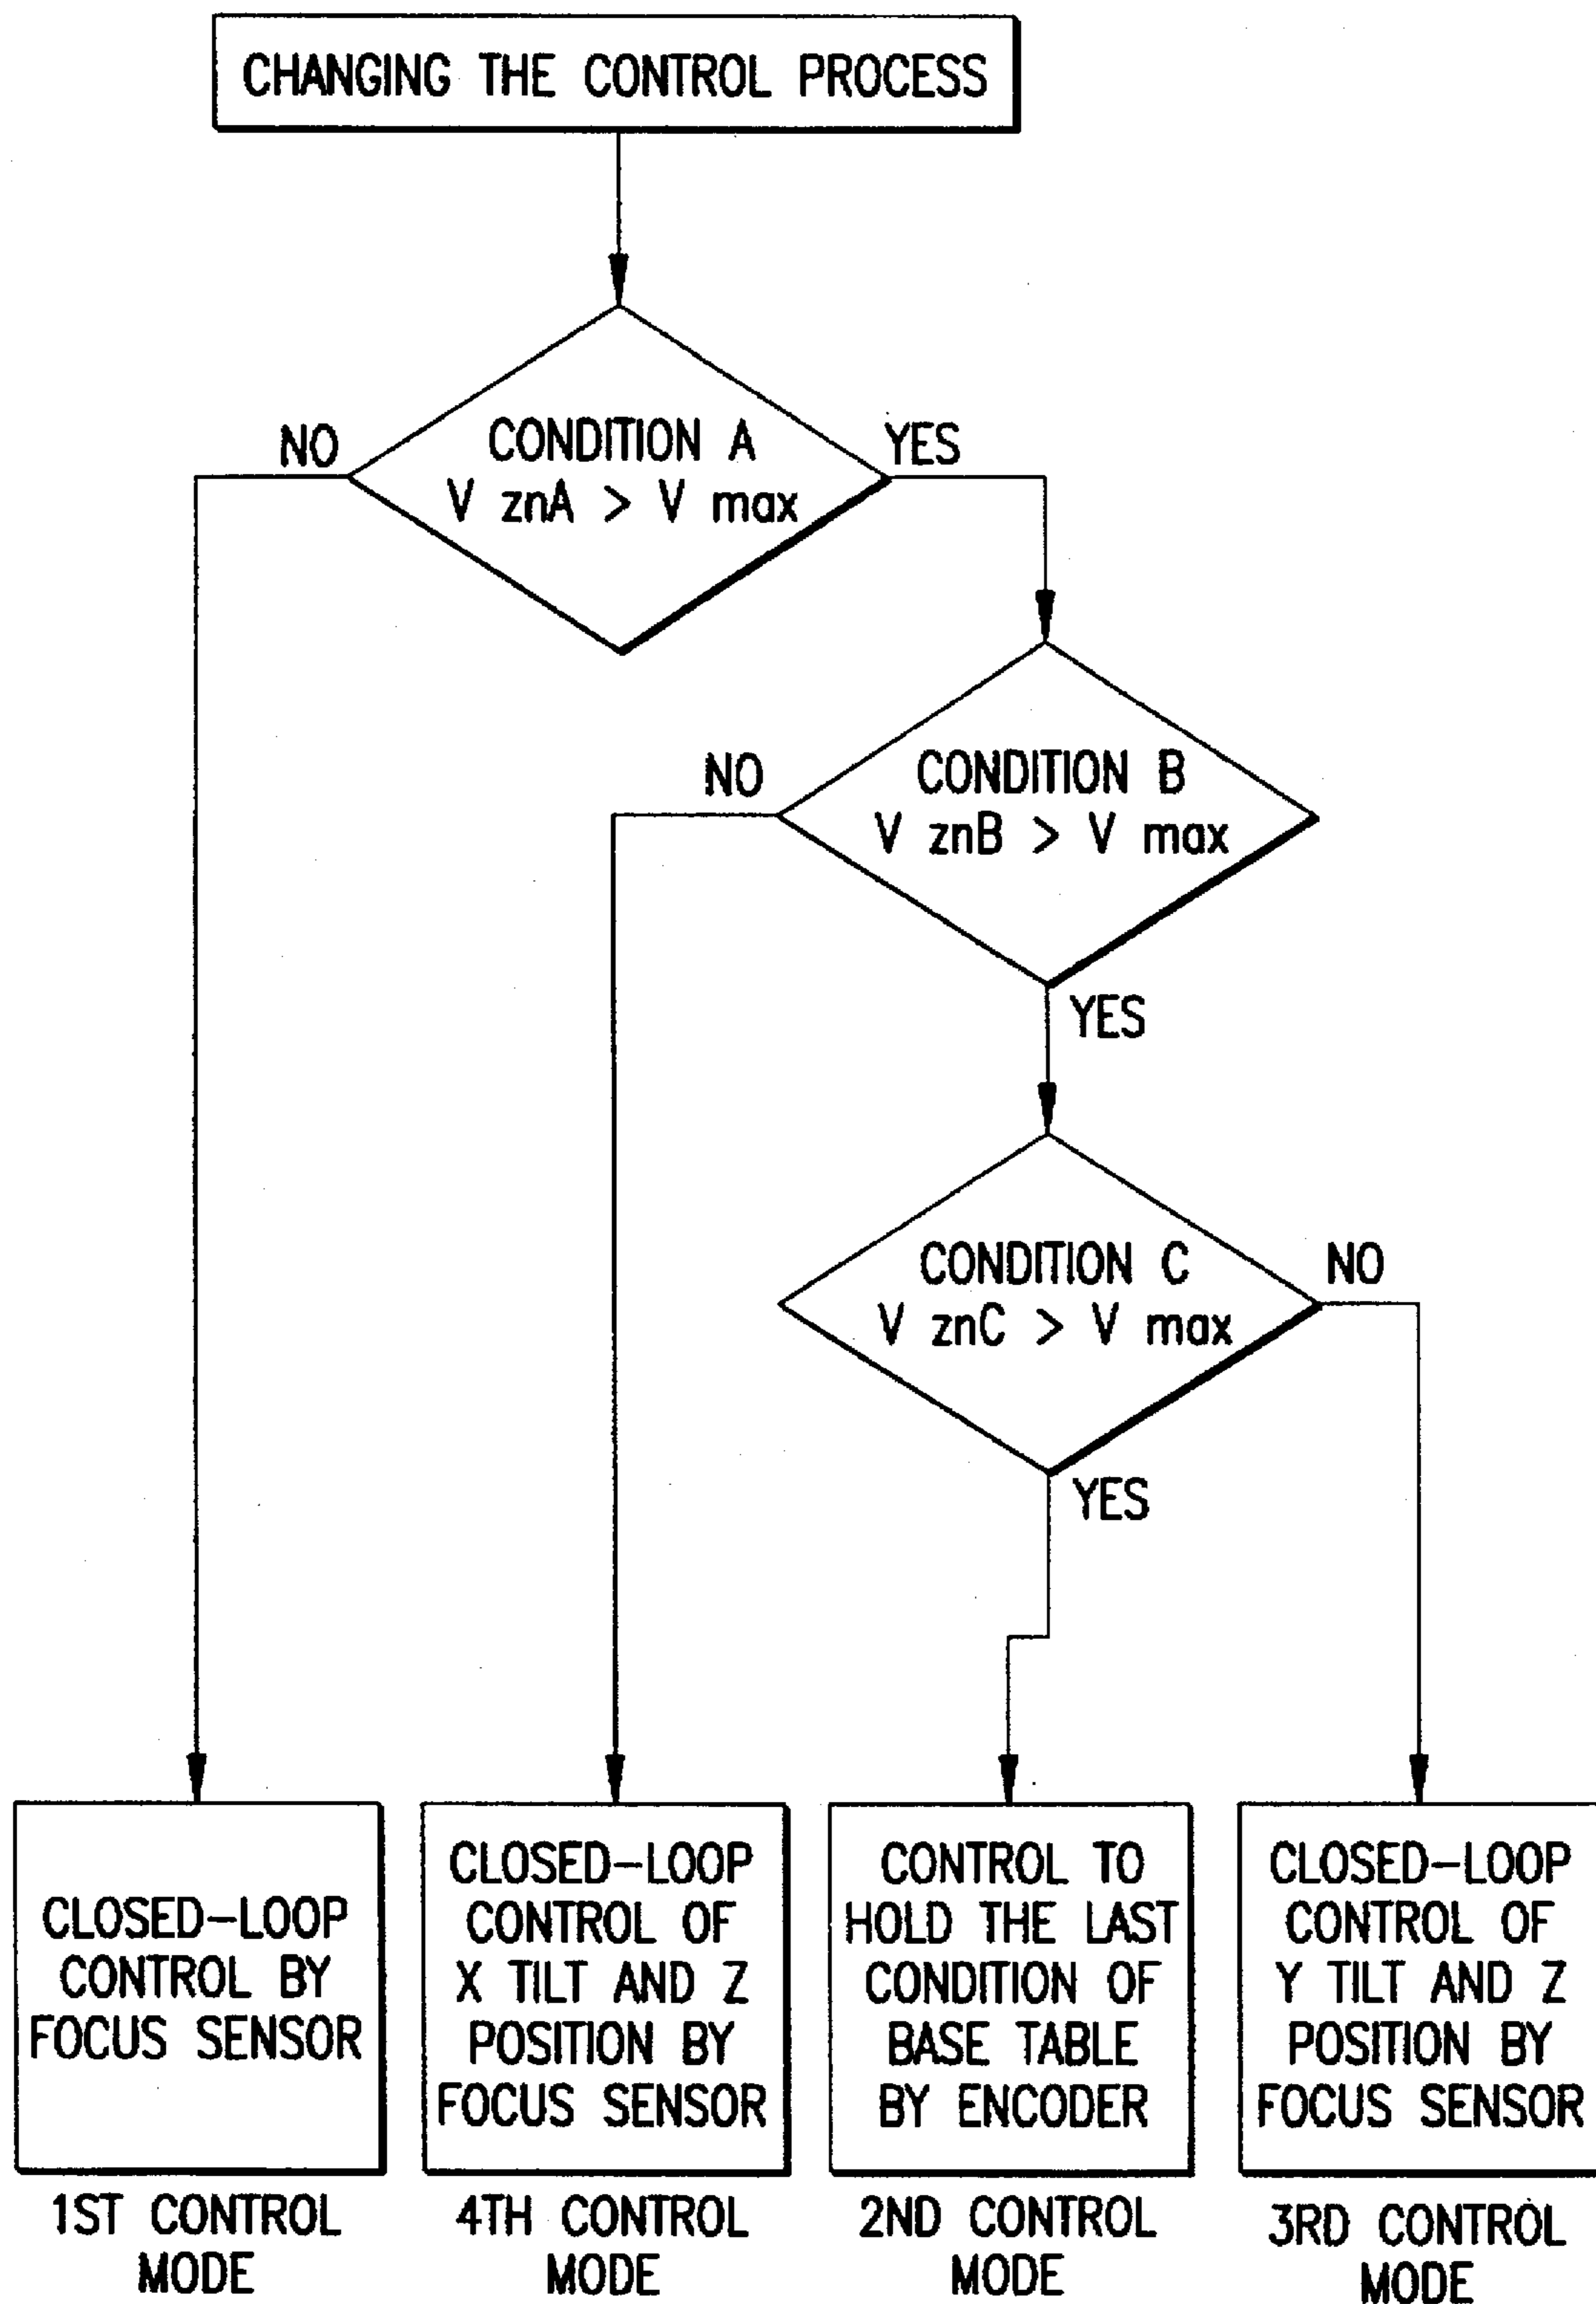 CHANGING THE CONTROL PROCESS
NO
CONDITION A
V znA > V max
YES
NO
CONDITION B
V znB > V max
YES
CONDITION C
V znC > V max
NO
YES
CLOSED-LOOP
CONTROL BY
FOCUS SENSOR
1ST CONTROL
MODE
CLOSED-LOOP
CONTROL OF
X TILT AND Z
POSITION BY
FOCUS SENSOR
4TH CONTROL
MODE
CONTROL TO
HOLD THE LAST
CONDITION OF
BASE TABLE
BY ENCODER
2ND CONTROL
MODE
CLOSED-LOOP
CONTROL OF
Y TILT AND Z
POSITION BY
FOCUS SENSOR
3RD CONTROL
MODE